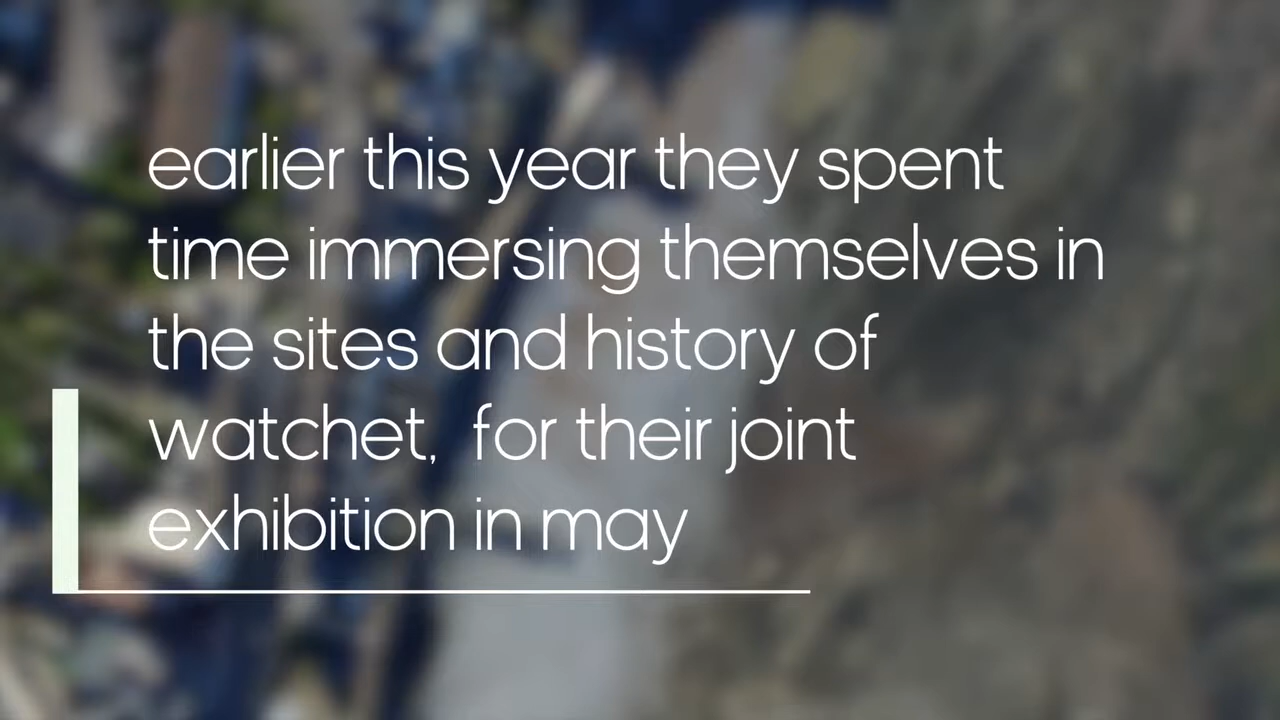 earlier this year they spent
time immersing themselves in
the sites and history of
watchet,  for their joint
exhibition in may